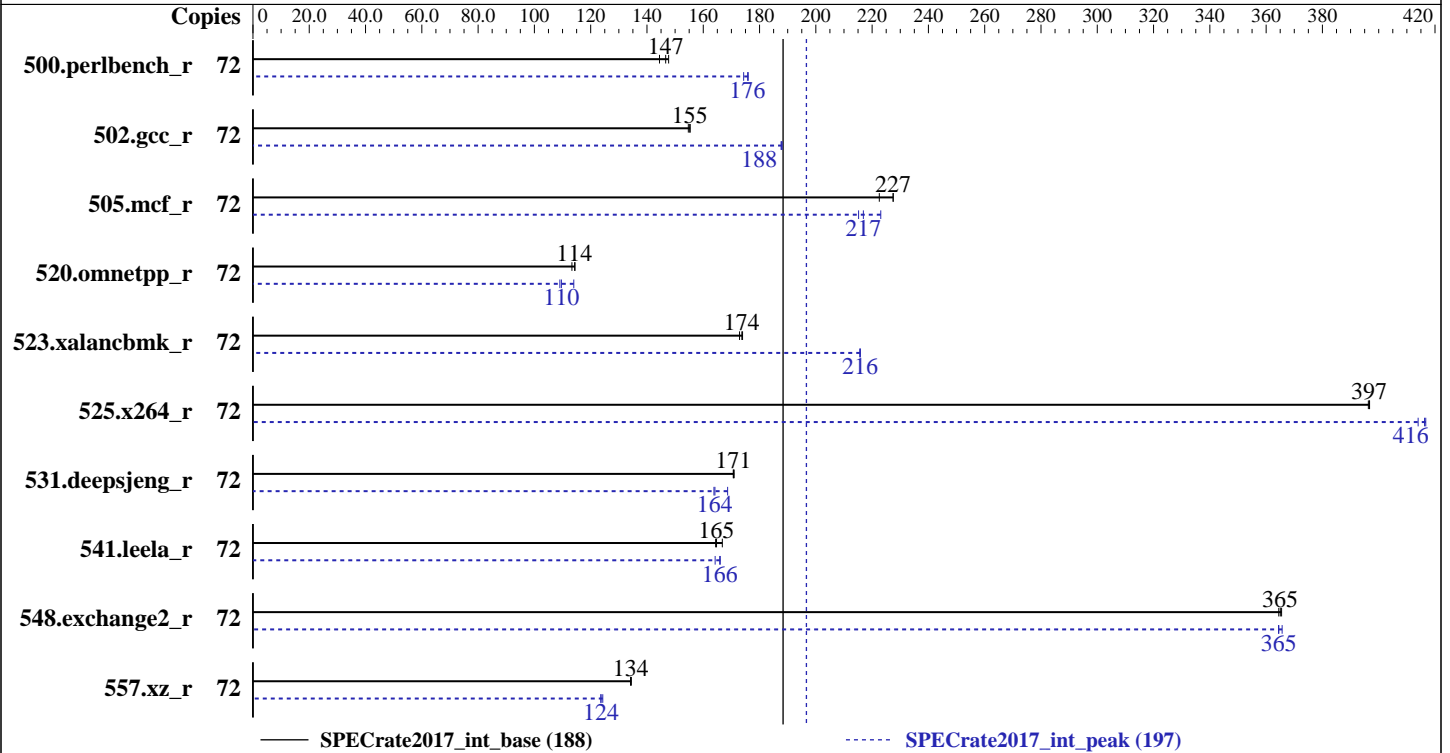 Copies 0 20.0 40.0 60.0 80.0 100 120 140 160 180 200 220 240 260 280 300 320 340 360 380 420
147
500.perlbench_r 72
176
155
502.gcc_r 72
188
227
505.mcf_r 72
217
114
520.omnetpp_r 72
110
174
523.xalancbmk_r 72
216
397
525.x264_r 72
416
171
531.deepsjeng_r 72
164
165
541.leela_r 72
166
365
548.exchange2_r 72
365
134
557.xz_r 72
124
SPECrate2017_int_base (188) SPECrate2017_int_peak (197)